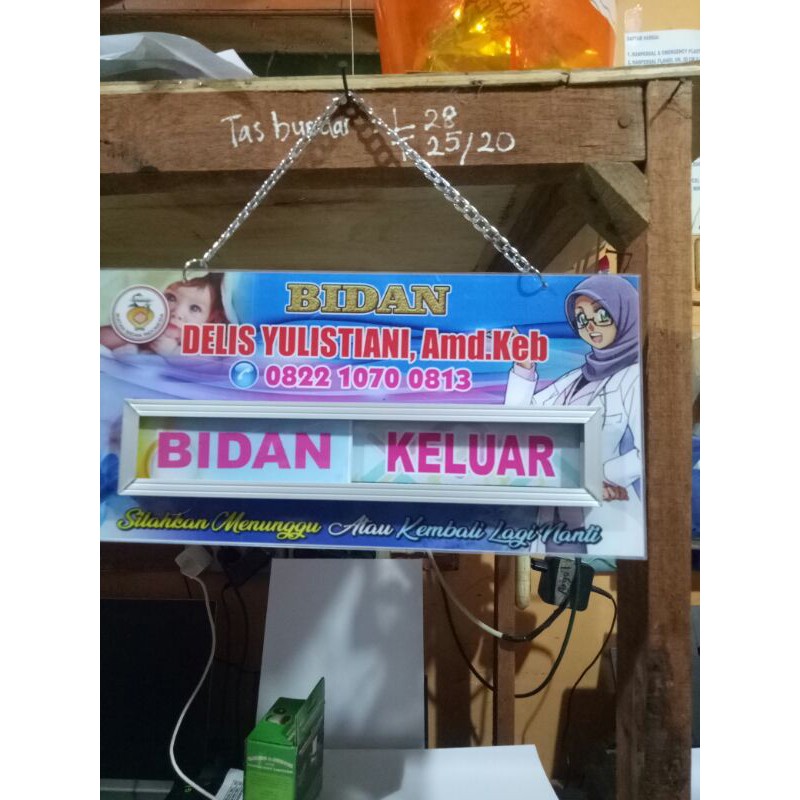 Tas bundar L 28
T 25/20
BIDAN
DELIS YULISTIANI, Amd.Keb
0822 1070 0813
BIDAN KELUAR
Silahkan Menunggu Atau Kembali Lagi Nanti